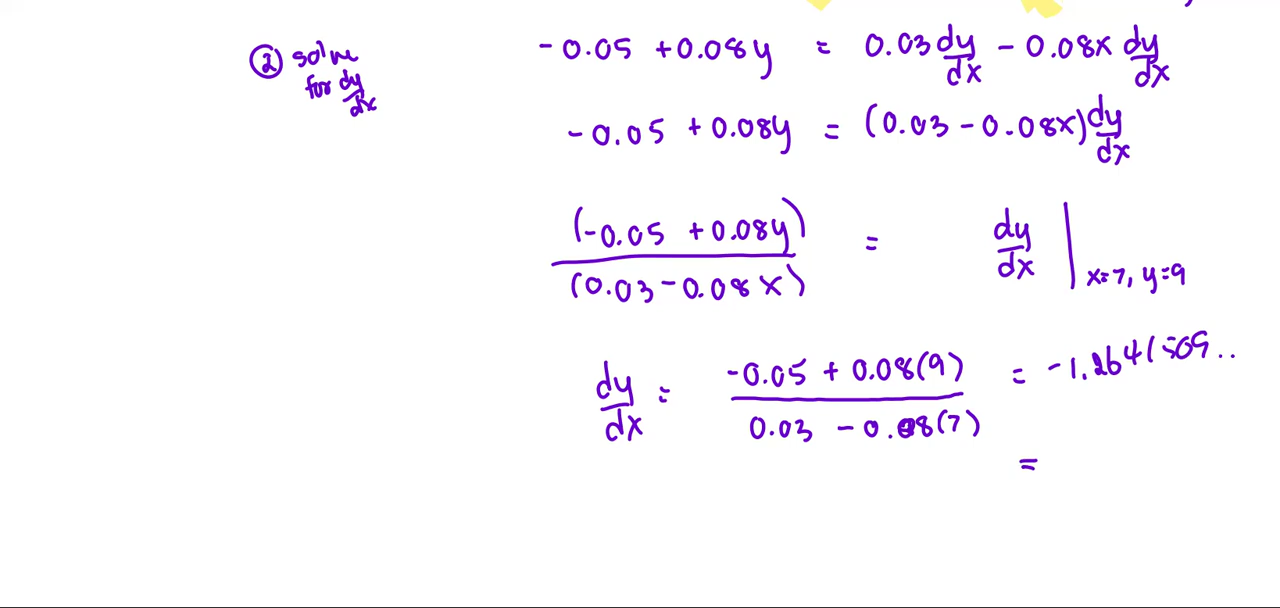 ② solve
for dy/dx
-0.05 + 0.08y = 0.03 dy/dx - 0.08x dy/dx
-0.05 + 0.08y = (0.03 - 0.08x) dy/dx
(-0.05 + 0.08y) / (0.03 - 0.08x) = dy/dx | x=7, y=9
dy/dx = (-0.05 + 0.08(9)) / (0.03 - 0.08(7)) = -1.2641509..
=